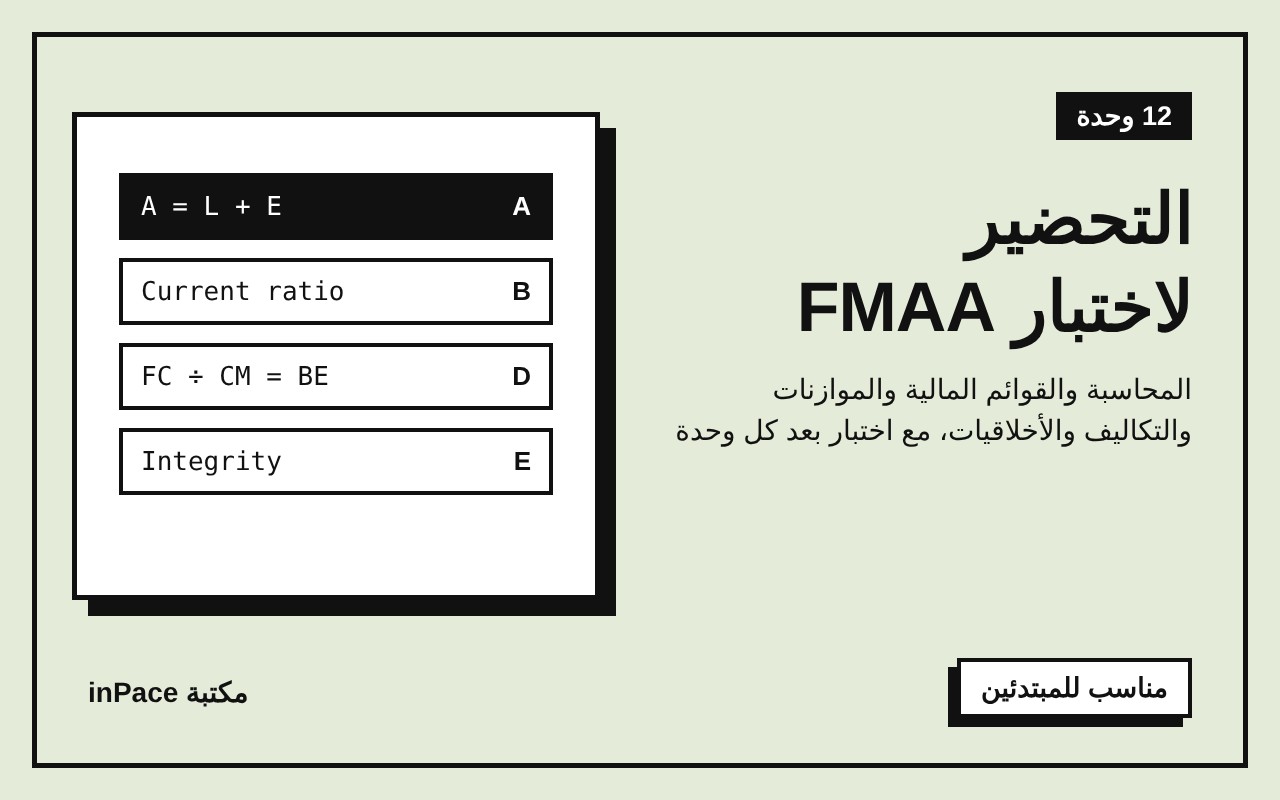 12 وحدة
التحضير
لاختبار FMAA
المحاسبة والقوائم المالية والموازنات
والتكاليف والأخلاقيات، مع اختبار بعد كل وحدة
A = L + E A
Current ratio B
FC ÷ CM = BE D
Integrity E
مناسب للمبتدئين
مكتبة inPace